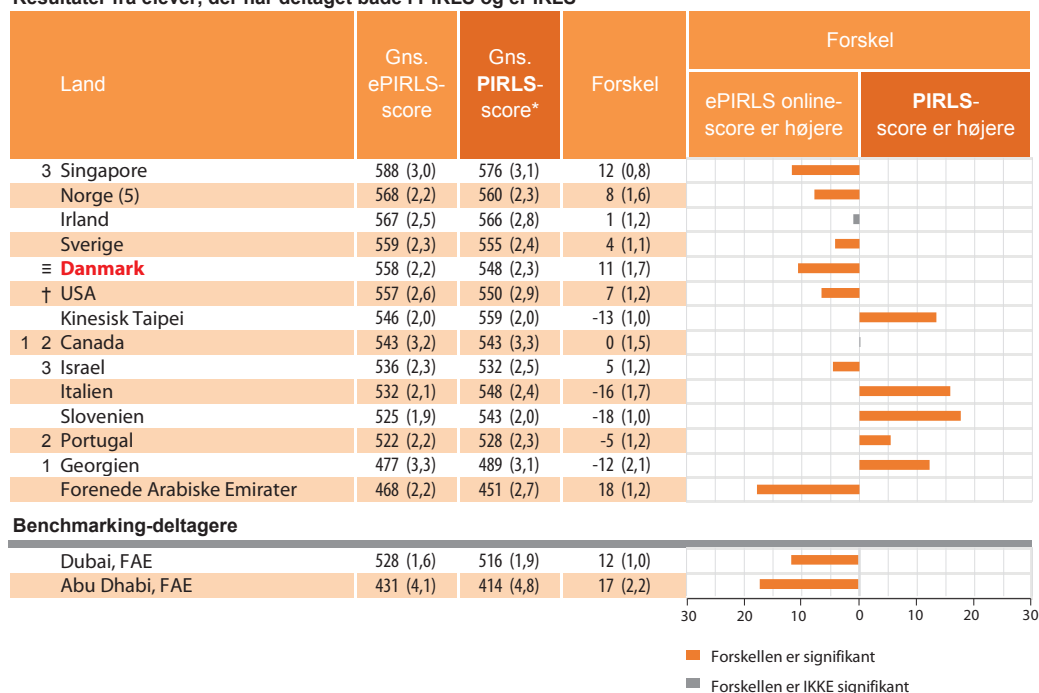 Resultater fra elever, der har deltaget både i PIRLS og ePIRLS
Land
Gns. ePIRLS-score
Gns. PIRLS-score*
Forskel
Forskel
ePIRLS online-score er højere
PIRLS-score er højere
3 Singapore 588 (3,0) 576 (3,1) 12 (0,8)
Norge (5) 568 (2,2) 560 (2,3) 8 (1,6)
Irland 567 (2,5) 566 (2,8) 1 (1,2)
Sverige 559 (2,3) 555 (2,4) 4 (1,1)
≡ Danmark 558 (2,2) 548 (2,3) 11 (1,7)
† USA 557 (2,6) 550 (2,9) 7 (1,2)
Kinesisk Taipei 546 (2,0) 559 (2,0) -13 (1,0)
1 2 Canada 543 (3,2) 543 (3,3) 0 (1,5)
3 Israel 536 (2,3) 532 (2,5) 5 (1,2)
Italien 532 (2,1) 548 (2,4) -16 (1,7)
Slovenien 525 (1,9) 543 (2,0) -18 (1,0)
2 Portugal 522 (2,2) 528 (2,3) -5 (1,2)
1 Georgien 477 (3,3) 489 (3,1) -12 (2,1)
Forenede Arabiske Emirater 468 (2,2) 451 (2,7) 18 (1,2)
Benchmarking-deltagere
Dubai, FAE 528 (1,6) 516 (1,9) 12 (1,0)
Abu Dhabi, FAE 431 (4,1) 414 (4,8) 17 (2,2)
30 20 10 0 10 20 30
Forskellen er signifikant
Forskellen er IKKE signifikant